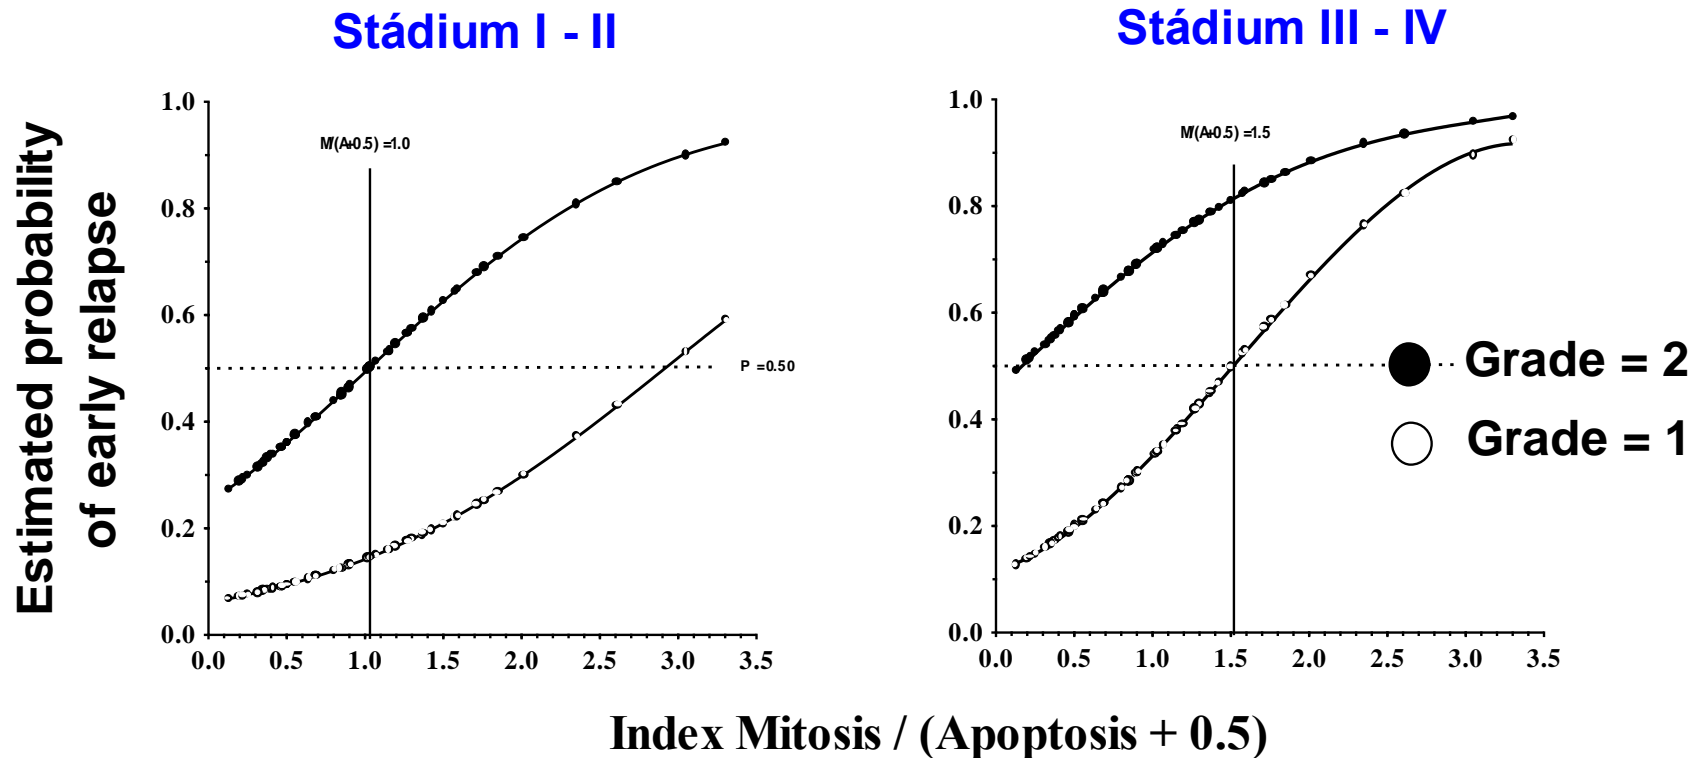 Stádium I - II
Stádium III - IV
Estimated probability
of early relapse
1.0
0.8
0.6
0.4
0.2
0.0
0.0 0.5 1.0 1.5 2.0 2.5 3.0 3.5
M/(A+0.5) =1.0
P =0.50
1.0
0.8
0.6
0.4
0.2
0.0
0.0 0.5 1.0 1.5 2.0 2.5 3.0 3.5
M/(A+0.5) =1.5
Grade = 2
Grade = 1
Index Mitosis / (Apoptosis + 0.5)